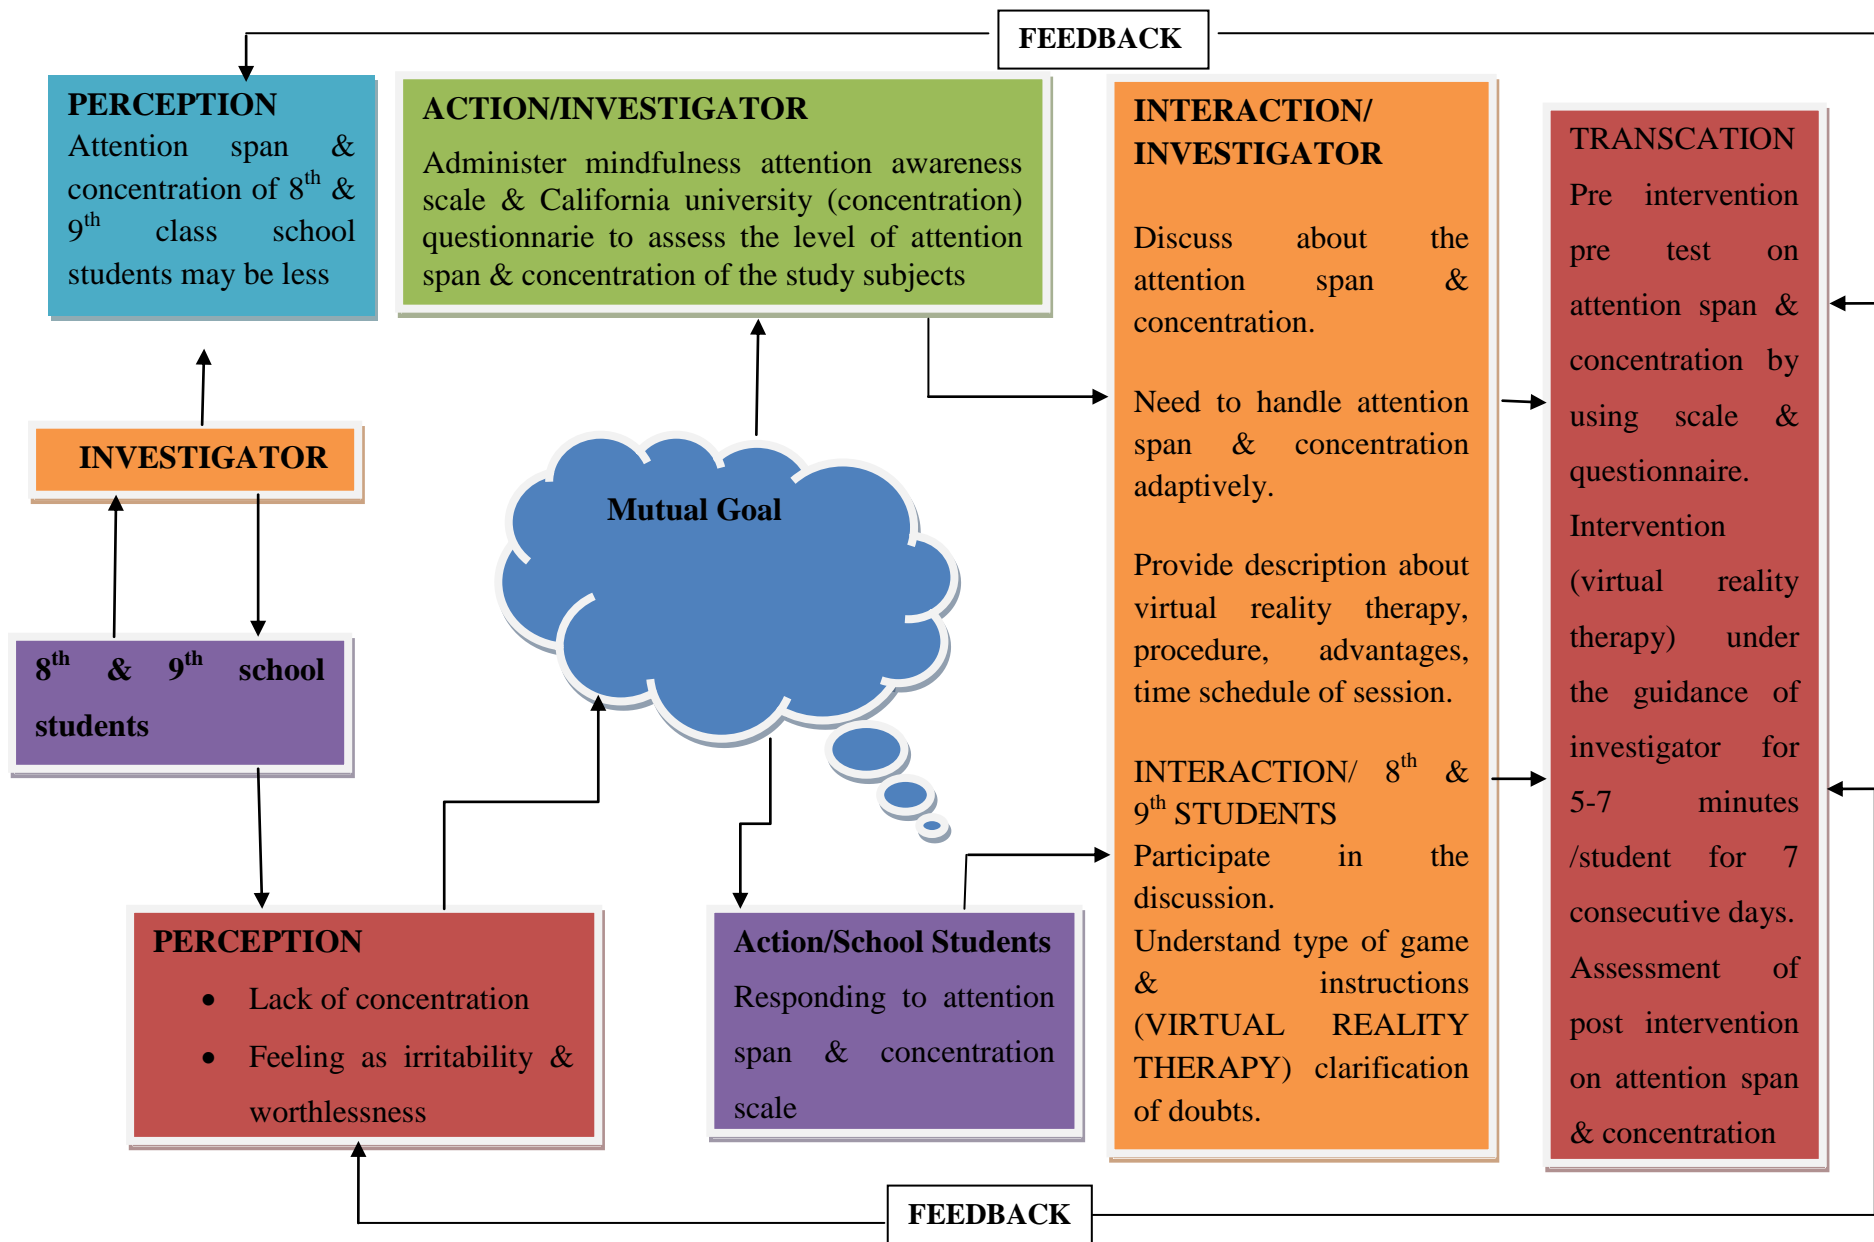 FEEDBACK
PERCEPTION
Attention span &
concentration of 8th &
9th class school
students may be less
ACTION/INVESTIGATOR
Administer mindfulness attention awareness
scale & California university (concentration)
questionnarie to assess the level of attention
span & concentration of the study subjects
INVESTIGATOR
8th & 9th school
students
PERCEPTION
• Lack of concentration
• Feeling as irritability &
worthlessness
Mutual Goal
Action/School Students
Responding to attention
span & concentration
scale
INTERACTION/
INVESTIGATOR
Discuss about the
attention span &
concentration.
Need to handle attention
span & concentration
adaptively.
Provide description about
virtual reality therapy,
procedure, advantages,
time schedule of session.
INTERACTION/ 8th &
9th STUDENTS
Participate in the
discussion.
Understand type of game
& instructions
(VIRTUAL REALITY
THERAPY) clarification
of doubts.
TRANSCATION
Pre intervention
pre test on
attention span &
concentration by
using scale &
questionnaire.
Intervention
(virtual reality
therapy) under
the guidance of
investigator for
5-7 minutes
/student for 7
consecutive days.
Assessment of
post intervention
on attention span
& concentration
FEEDBACK